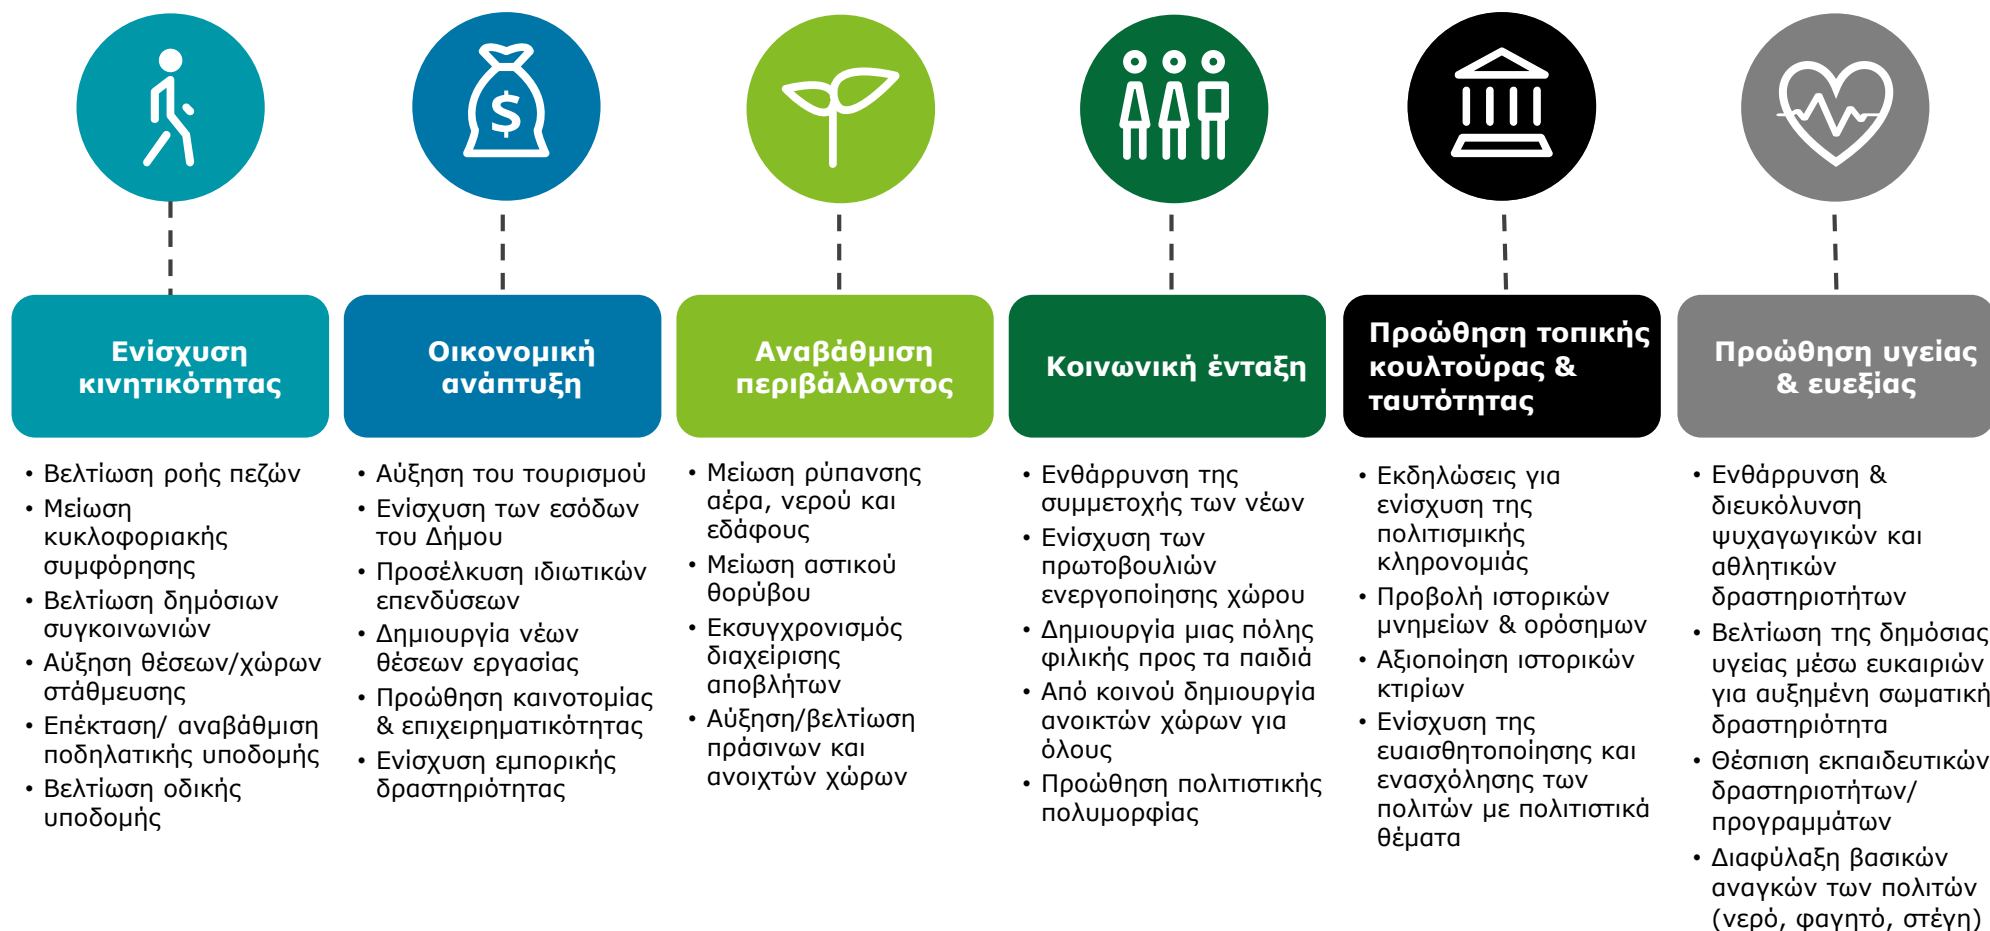 $
Ενίσχυση
κινητικότητας
• Βελτίωση ροής πεζών
• Μείωση
κυκλοφοριακής
συμφόρησης
• Βελτίωση δημόσιων
συγκοινωνιών
• Αύξηση θέσεων/χώρων
στάθμευσης
• Επέκταση/ αναβάθμιση
ποδηλατικής υποδομής
• Βελτίωση οδικής
υποδομής
Οικονομική
ανάπτυξη
• Αύξηση του τουρισμού
• Ενίσχυση των εσόδων
του Δήμου
• Προσέλκυση ιδιωτικών
επενδύσεων
• Δημιουργία νέων
θέσεων εργασίας
• Προώθηση καινοτομίας
& επιχειρηματικότητας
• Ενίσχυση εμπορικής
δραστηριότητας
Αναβάθμιση
περιβάλλοντος
• Μείωση ρύπανσης
αέρα, νερού και
εδάφους
• Μείωση αστικού
θορύβου
• Εκσυγχρονισμός
διαχείρισης
αποβλήτων
• Αύξηση/βελτίωση
πράσινων και
ανοιχτών χώρων
Κοινωνική ένταξη
• Ενθάρρυνση της
συμμετοχής των νέων
• Ενίσχυση των
πρωτοβουλιών
ενεργοποίησης χώρου
• Δημιουργία μιας πόλης
φιλικής προς τα παιδιά
• Από κοινού δημιουργία
ανοικτών χώρων για
όλους
• Προώθηση πολιτιστικής
πολυμορφίας
Προώθηση τοπικής
κουλτούρας &
ταυτότητας
• Εκδηλώσεις για
ενίσχυση της
πολιτισμικής
κληρονομιάς
• Προβολή ιστορικών
μνημείων & ορόσημων
• Αξιοποίηση ιστορικών
κτιρίων
• Ενίσχυση της
ευαισθητοποίησης και
ενασχόλησης των
πολιτών με πολιτιστικά
θέματα
Προώθηση υγείας
& ευεξίας
• Ενθάρρυνση &
διευκόλυνση
ψυχαγωγικών και
αθλητικών
δραστηριοτήτων
• Βελτίωση της δημόσιας
υγείας μέσω ευκαιριών
για αυξημένη σωματική
δραστηριότητα
• Θέσπιση εκπαιδευτικών
δραστηριοτήτων/
προγραμμάτων
• Διαφύλαξη βασικών
αναγκών των πολιτών
(νερό, φαγητό, στέγη)